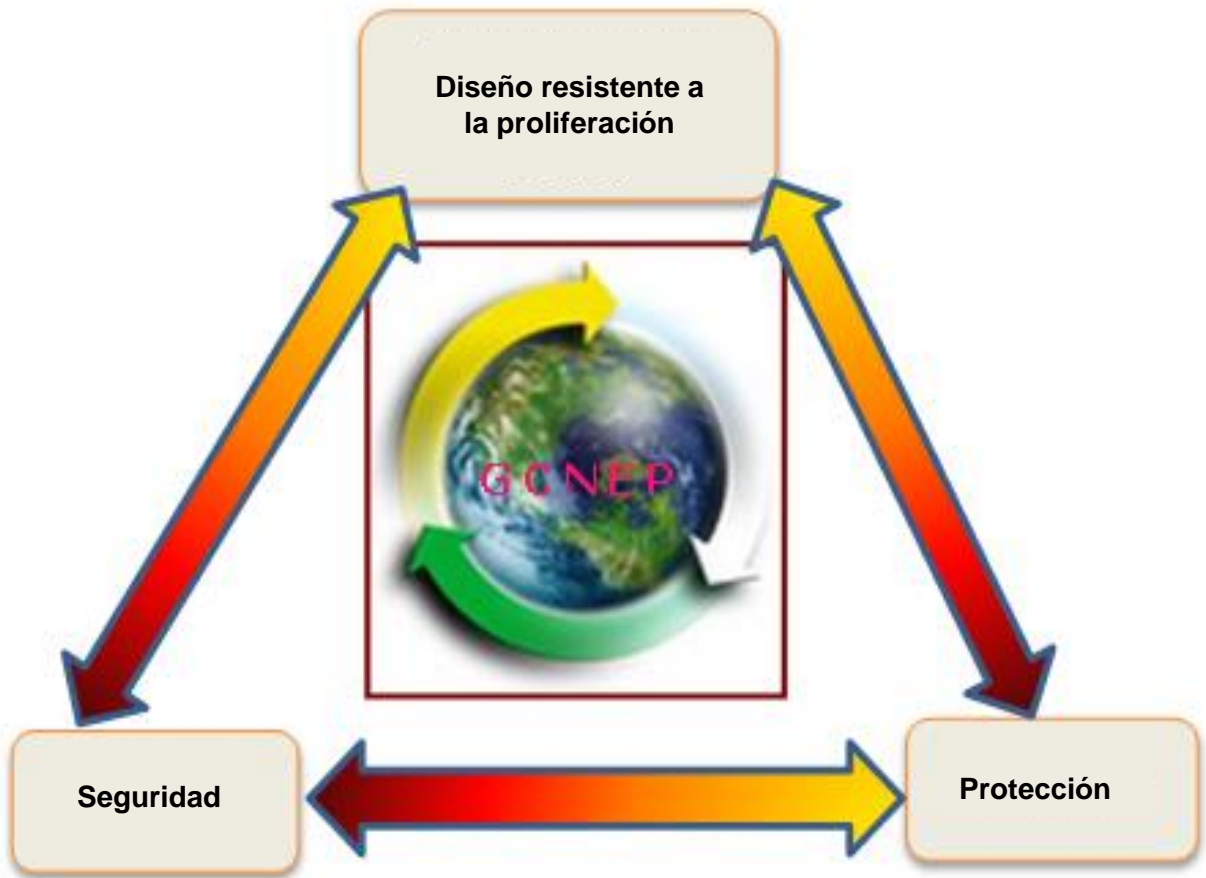 Diseño resistente a
la proliferación
GCNEP
Seguridad
Protección